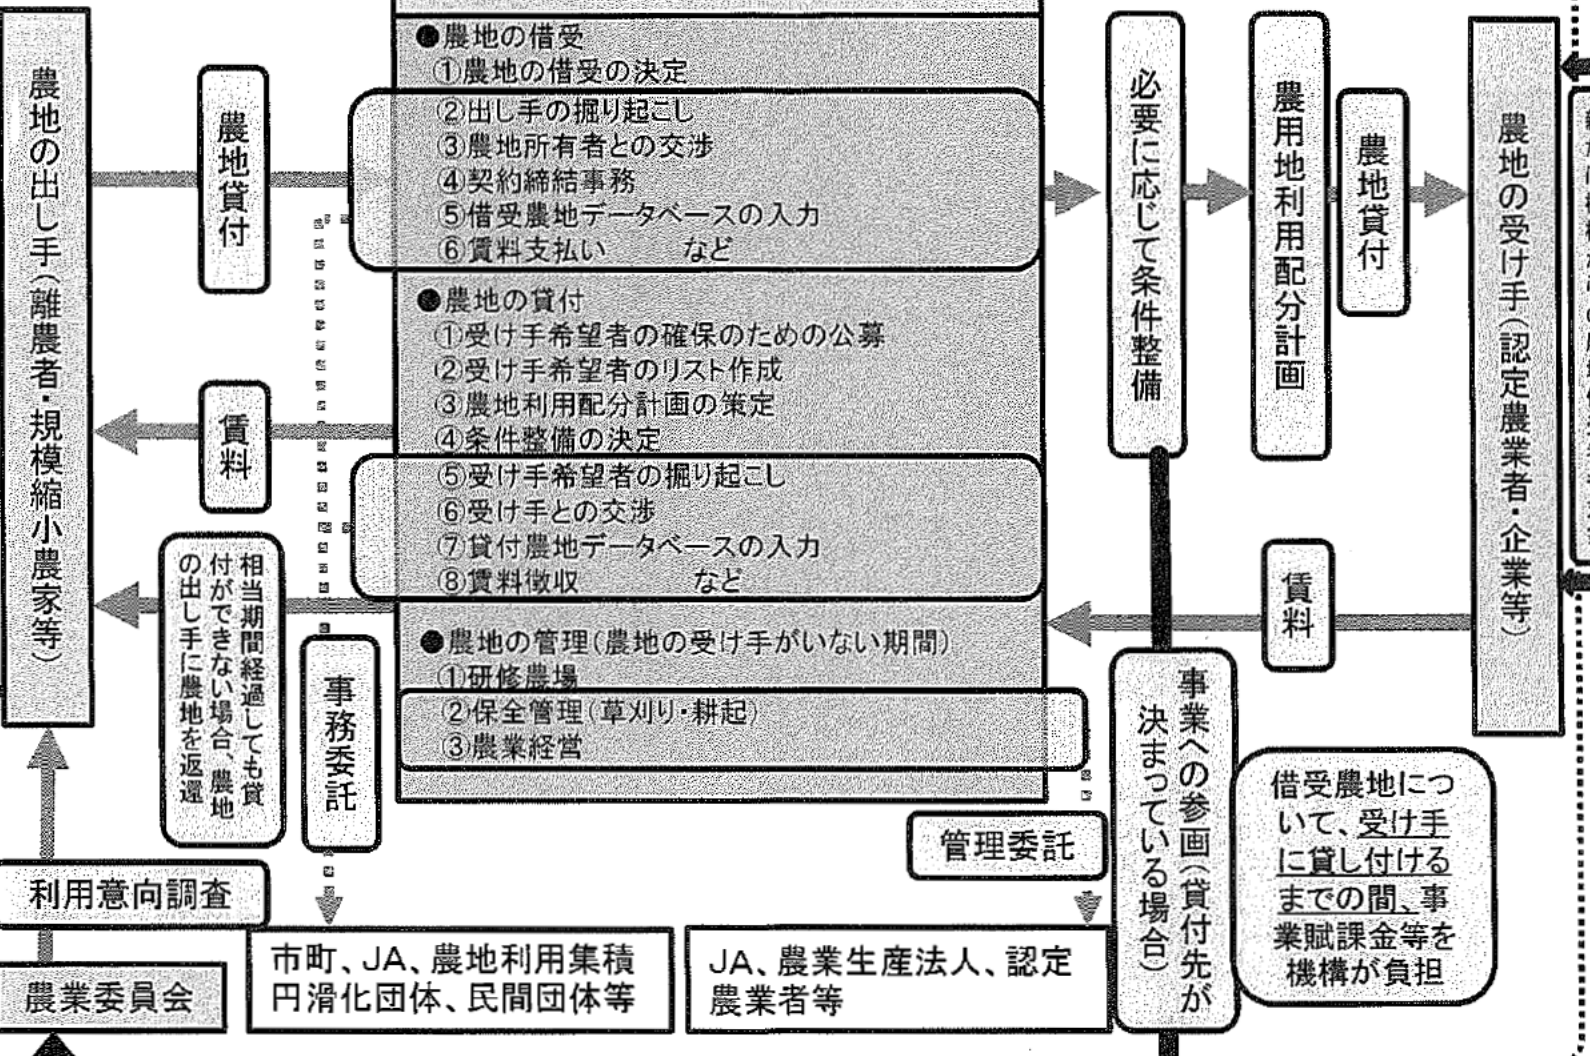 農地の出し手(離農者・規模縮小農家等)
農地貸付
賃料
相当期間経過しても貸
付ができない場合、農地
の出し手に農地を返還
利用意向調査
農業委員会
●農地の借受
①農地の借受の決定
②出し手の掘り起こし
③農地所有者との交渉
④契約締結事務
⑤借受農地データベースの入力
⑥賃料支払い など
●農地の貸付
①受け手希望者の確保のための公募
②受け手希望者のリスト作成
③農地利用配分計画の策定
④条件整備の決定
⑤受け手希望者の掘り起こし
⑥受け手との交渉
⑦貸付農地データベースの入力
⑧賃料徴収 など
●農地の管理(農地の受け手がいない期間)
①研修農場
②保全管理(草刈り・耕起)
③農業経営
事務委託
市町、JA、農地利用集積
円滑化団体、民間団体等
管理委託
JA、農業生産法人、認定
農業者等
必要に応じて条件整備
農用地利用配分計画
農地貸付
農地の受け手(認定農業者・企業等)
賃料
事業への参画(貸付先が
決まっている場合)
借受農地につ
いて、受け手
に貸し付ける
までの間、事
業賦課金等を
機構が負担